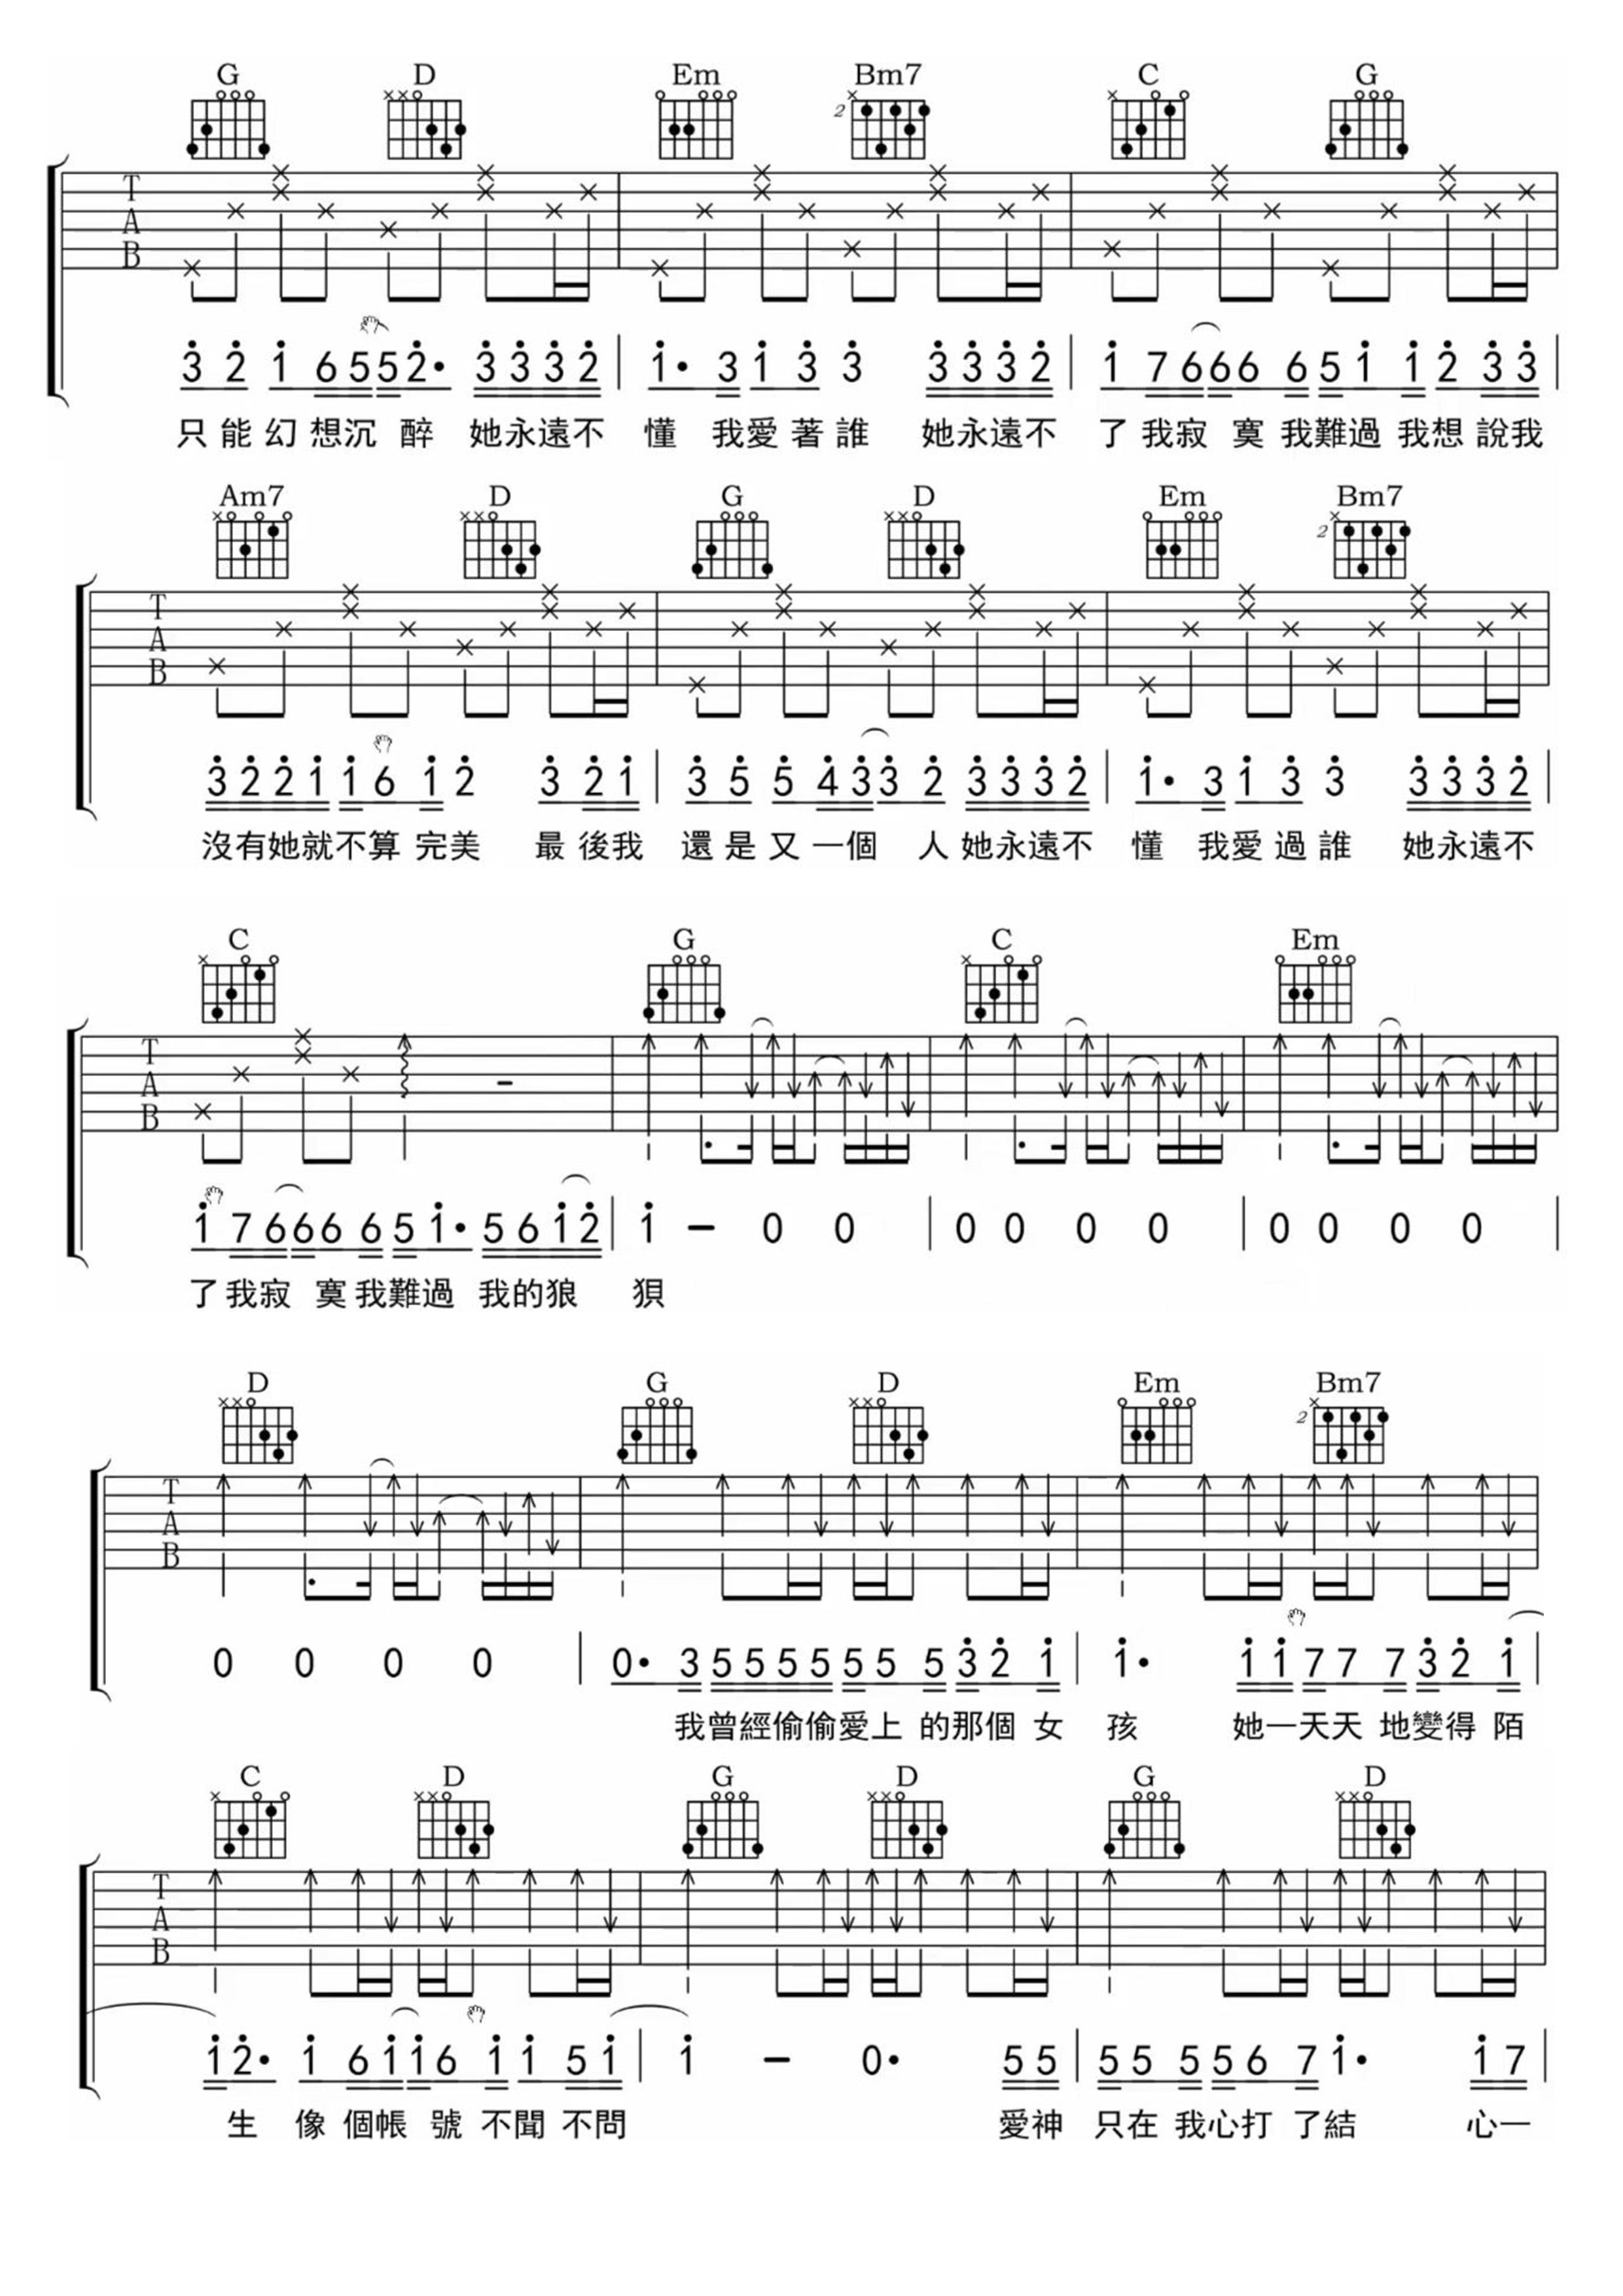 G D Em Bm7 C G
2
T
A
B
3 2 1 6 5 5 2· 3 3 3 2 | 1· 3 1 3 3 3 3 3 2 | 1 7 6 6 6 6 5 1 1 2 3 3 |
只能幻想沉醉 她永遠不 懂 我愛著誰 她永遠不 了我寂寞我難過我想說我
Am7 D G D Em Bm7
2
T
A
B
3 2 2 1 1 6 1 2 3 2 1 | 3 5 5 4 3 3 2 3 3 3 2 | 1· 3 1 3 3 3 3 3 2 |
沒有她就不算完美 最後我 還是又一個 人她永遠不 懂 我愛過誰 她永遠不
C G C Em
T
A
B
1 7 6 6 6 6 5 1· 5 6 1 2 | 1 – 0 0 | 0 0 0 0 | 0 0 0 0 |
了我寂寞我難過 我的狼 狽
D G D Em Bm7
2
T
A
B
0 0 0 0 | 0· 3 5 5 5 5 5 5 5 3 2 1 | 1· 1 1 7 7 7 3 2 1 |
我曾經偷偷愛上的那個女 孩 她一天天地變得陌
C D G D G D
T
A
B
1 2· 1 6 1 1 6 1 1 5 1 | 1 – 0· 5 5 | 5 5 5 5 6 7 1· 1 7 |
生 像個帳號不聞不問 愛神 只在我心打了結 心一